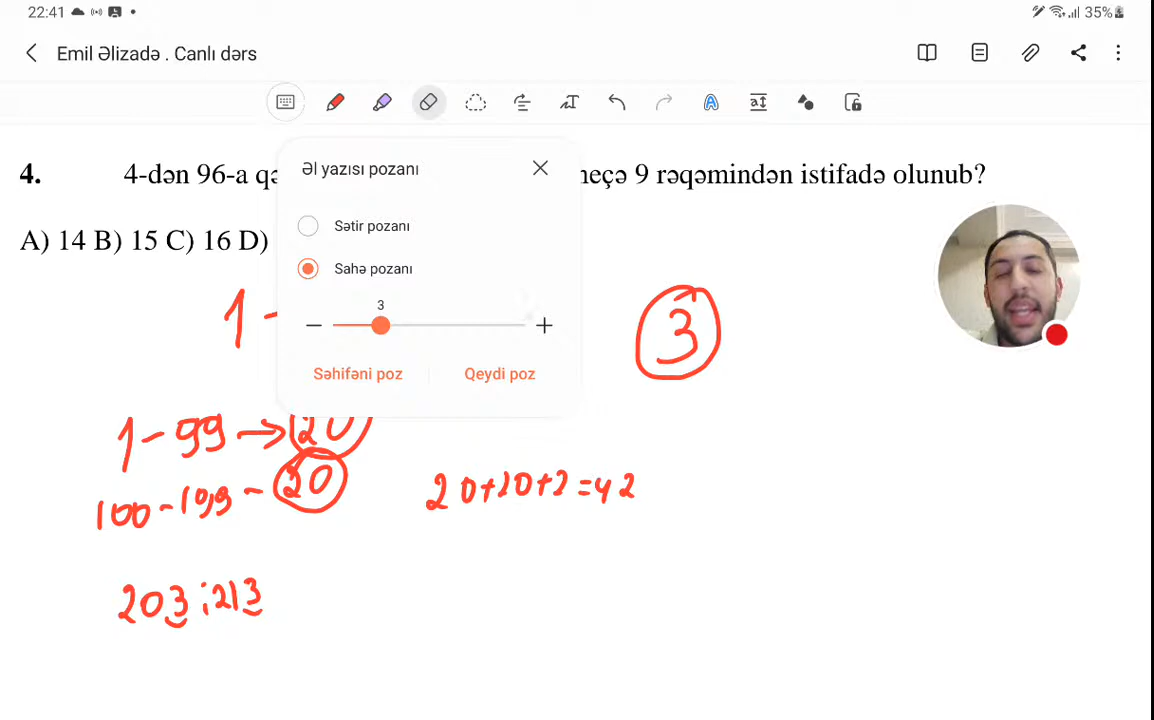 22:41 35%
Emil Əlizadə . Canlı dərs
4. 4-dən 96-a qə neçə 9 rəqəmindən istifadə olunub?
Əl yazısı pozanı
Sətir pozanı
A) 14 B) 15 C) 16 D)
Sahə pozanı
3
1 -
3
Səhifəni poz Qeydi poz
1 - 99 → 20
100 - 199 - 20
20+20+2=42
203 ; 213